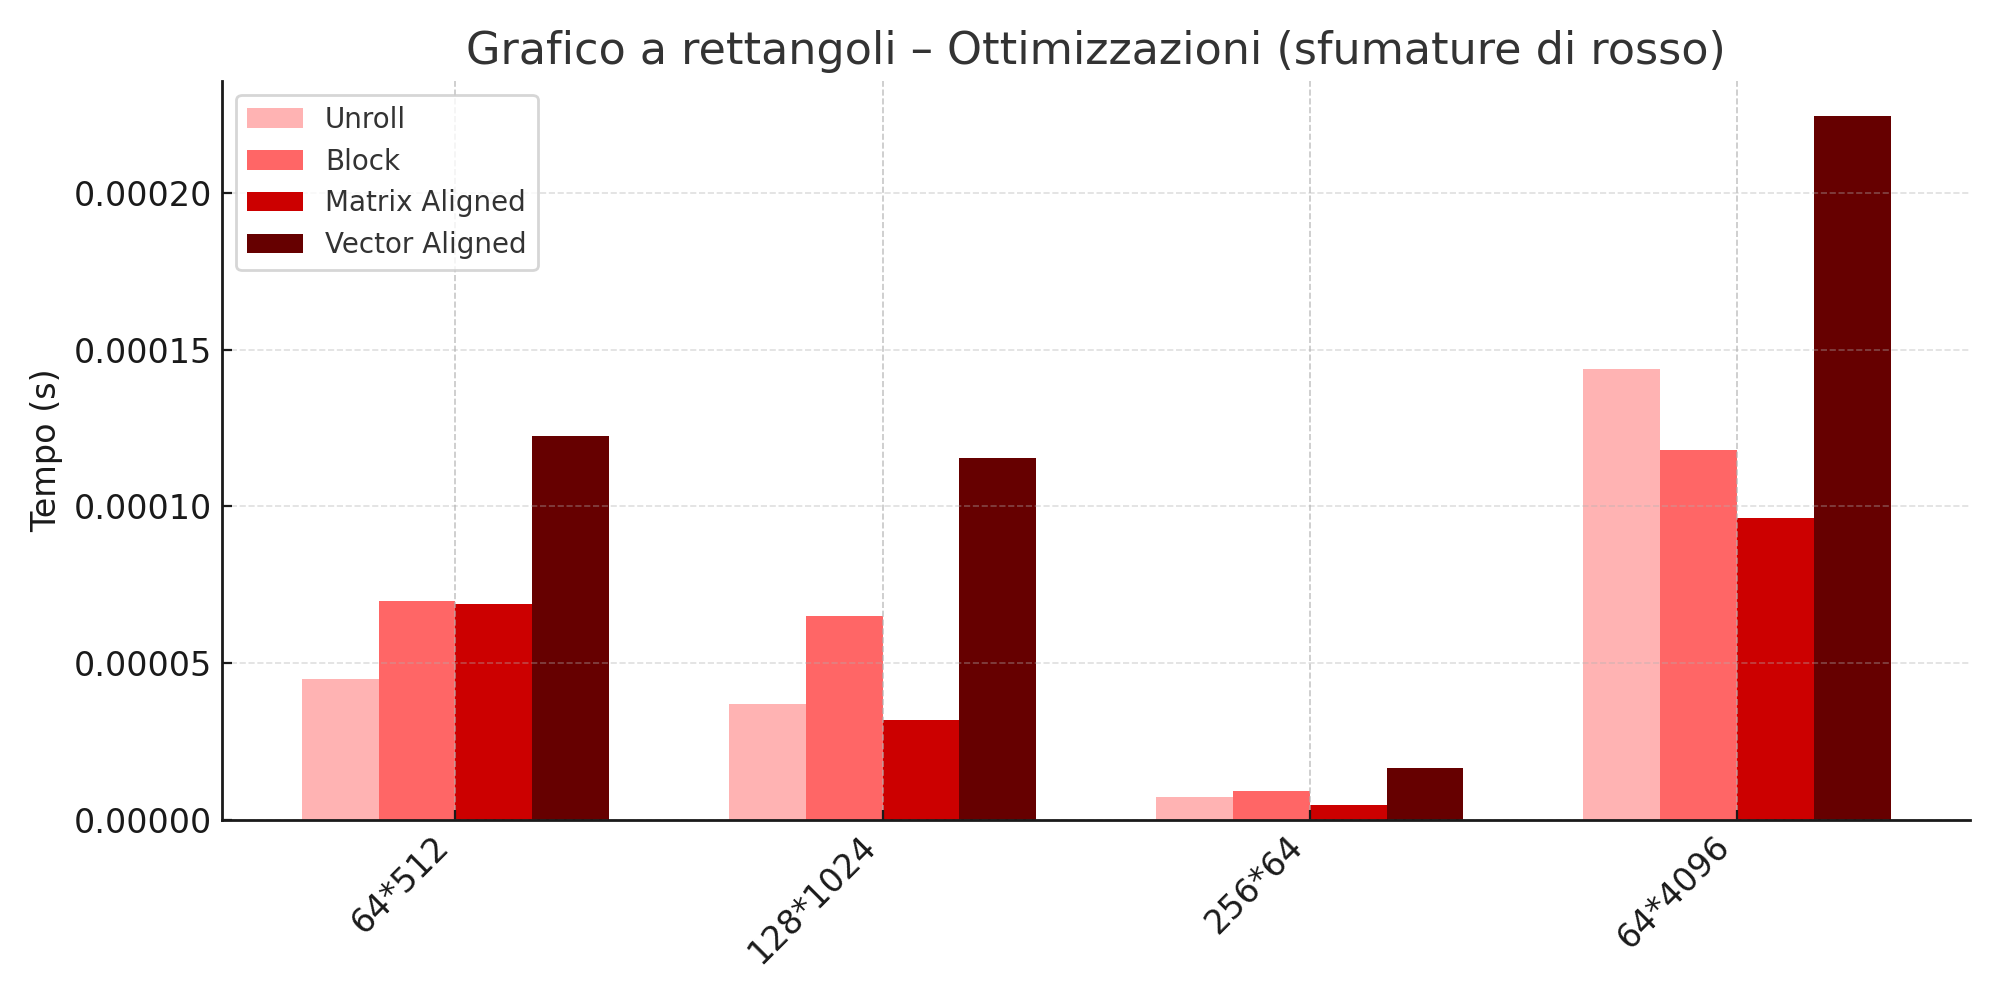 Grafico a rettangoli – Ottimizzazioni (sfumature di rosso)
Unroll
Block
Matrix Aligned
Vector Aligned
Tempo (s)
0.00020
0.00015
0.00010
0.00005
0.00000
64*512
128*1024
256*64
64*4096